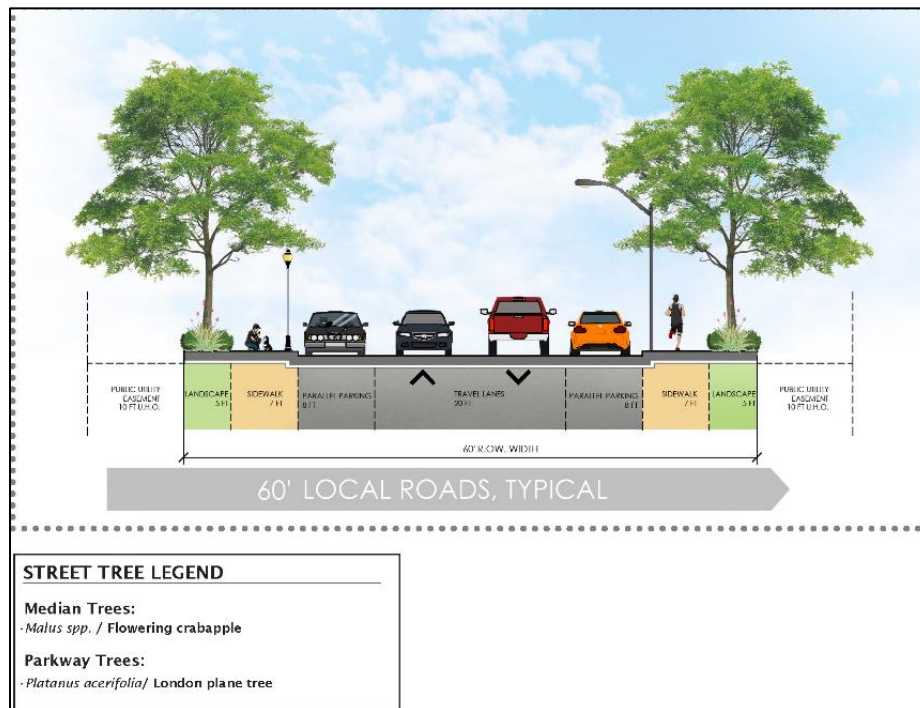 PUBLIC UTILITY
EASEMENT
10 FT U.H.O.
LANDSCAPE
5 FT
SIDEWALK
7 FT
PARALLEL PARKING
8 FT
TRAVEL LANES
20 FT
PARALLEL PARKING
8 FT
SIDEWALK
7 FT
LANDSCAPE
5 FT
PUBLIC UTILITY
EASEMENT
10 FT U.H.O.
60' R.OW. WIDTH
60' LOCAL ROADS, TYPICAL
STREET TREE LEGEND
Median Trees:
·Malus spp. / Flowering crabapple
Parkway Trees:
·Platanus acerifolia/ London plane tree